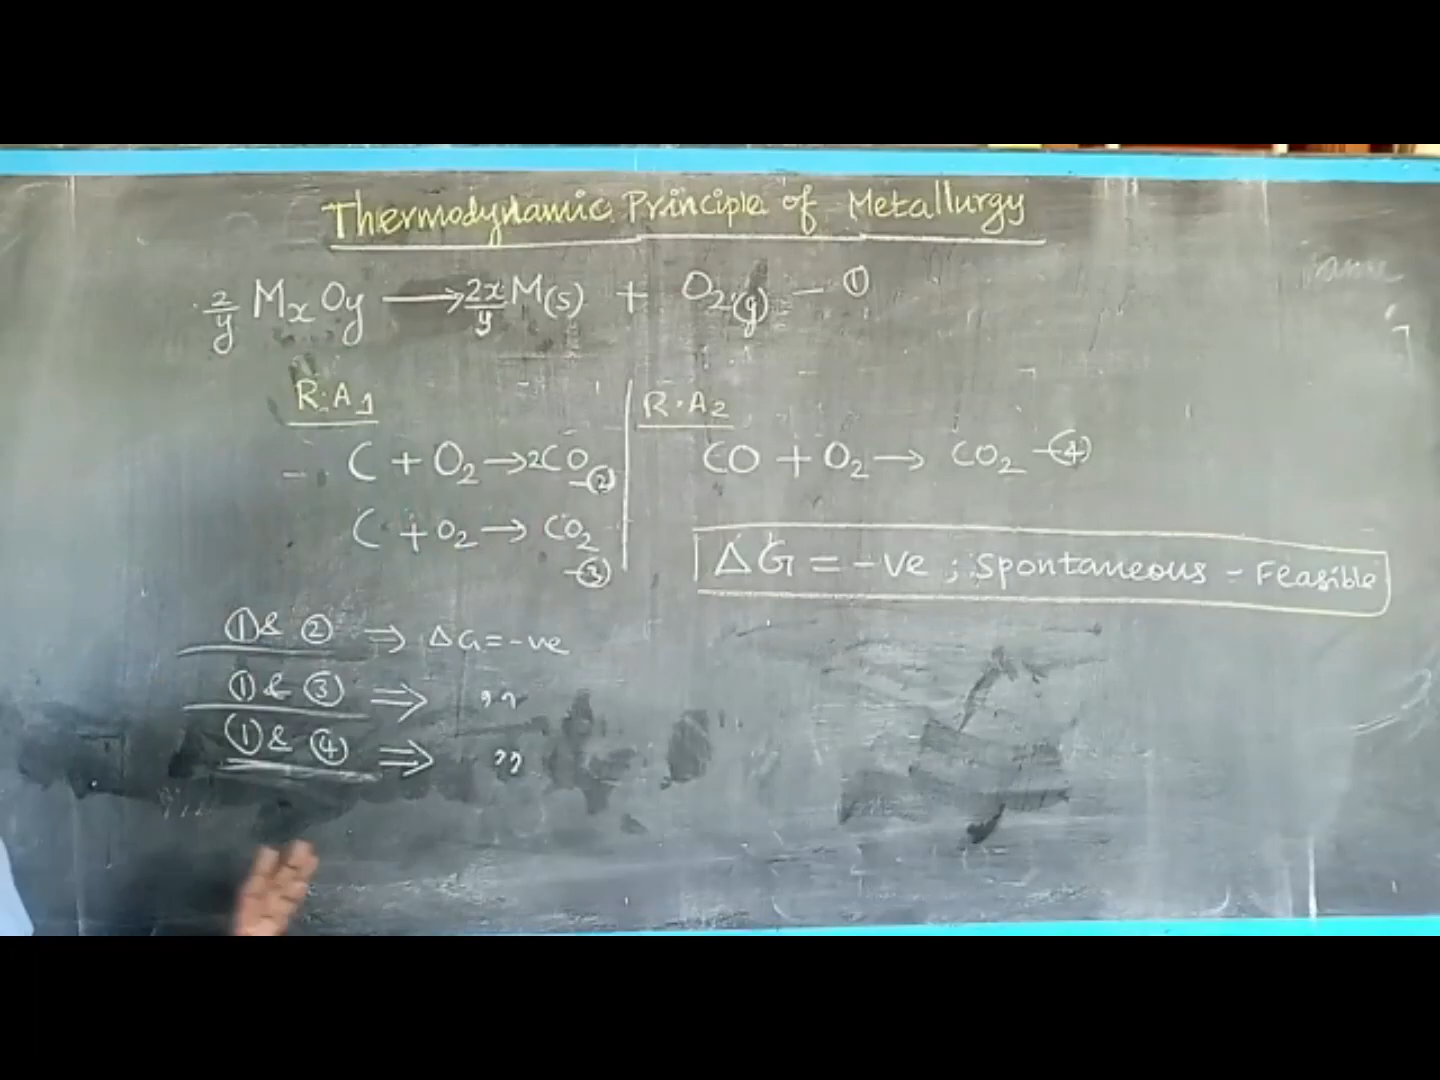 Thermodynamic Principle of Metallurgy
2/y MxOy ⟶ 2x/y M(s) + O2(g) – ①
R.A1
C + O2 → 2CO –②
C + O2 → CO2 –③
R.A2
CO + O2 → CO2 –④
ΔG = -ve ; Spontaneous - Feasible
① & ② ⇒ ΔG = -ve
① & ③ ⇒ ,,
① & ④ ⇒ ,,